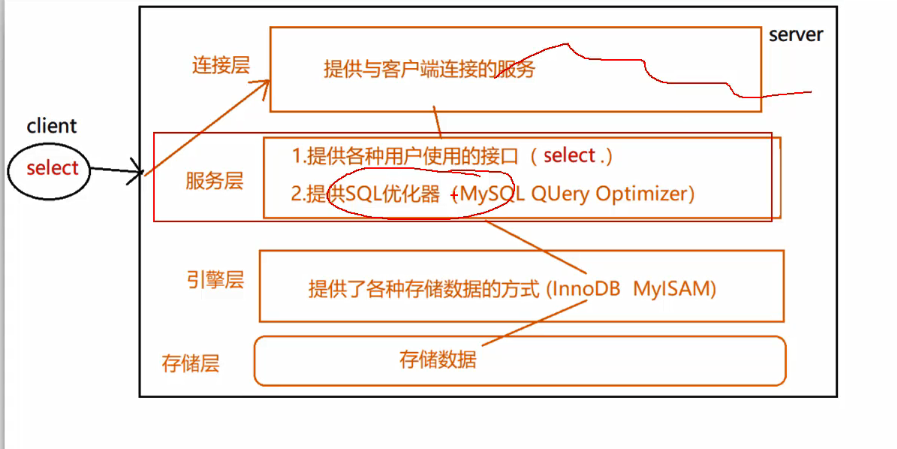 server
连接层
提供与客户端连接的服务
client
select
服务层
1.提供各种用户使用的接口（select.）
2.提供SQL优化器（MySQL QUery Optimizer）
引擎层
提供了各种存储数据的方式 (InnoDB MyISAM)
存储层
存储数据